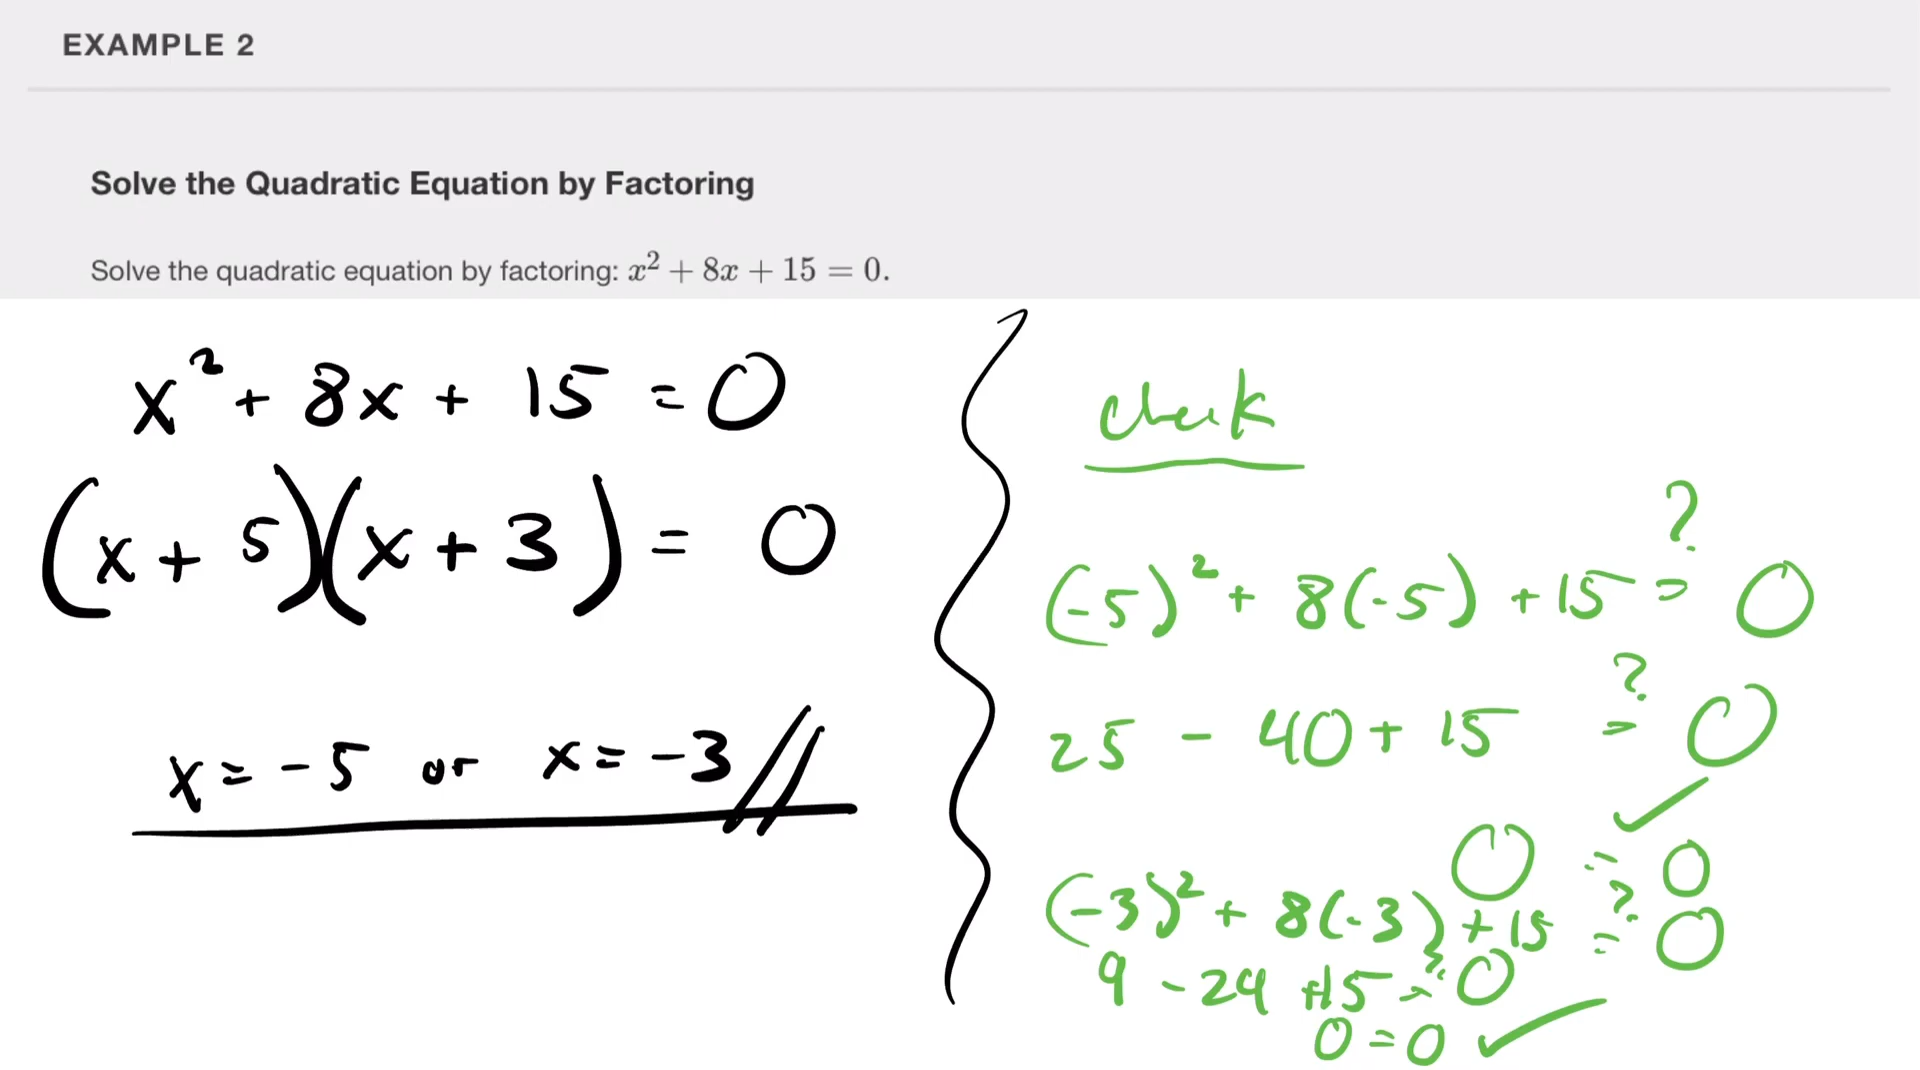 EXAMPLE 2
Solve the Quadratic Equation by Factoring
Solve the quadratic equation by factoring: x² + 8x + 15 = 0.
x² + 8x + 15 = 0
(x + 5)(x + 3) = 0
x = -5 or x = -3 //
check
(-5)² + 8(-5) + 15 ?= 0
25 - 40 + 15 ?= 0 ✓
0 = 0
(-3)² + 8(-3) + 15 ?= 0
9 - 24 + 15 ?= 0
0 = 0 ✓